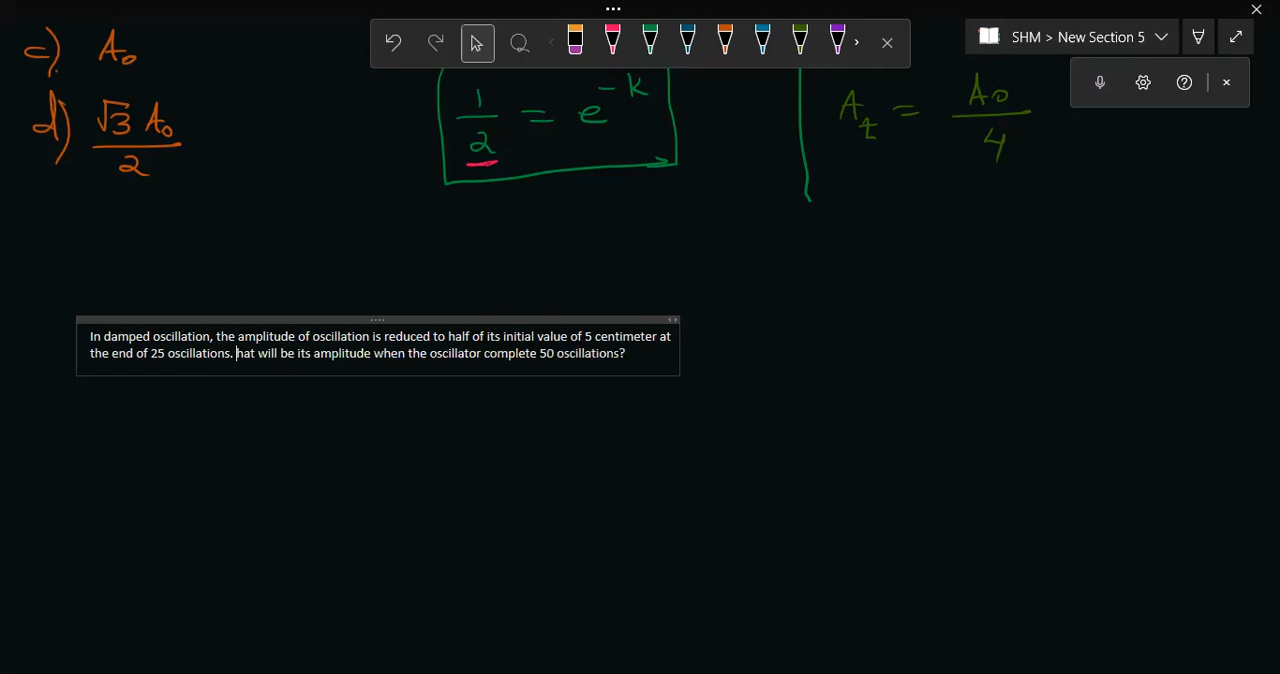 SHM > New Section 5
c) A₀
d) √3 A₀ / 2
1/2 = e^-k
A_t = A₀ / 4
In damped oscillation, the amplitude of oscillation is reduced to half of its initial value of 5 centimeter at
the end of 25 oscillations. hat will be its amplitude when the oscillator complete 50 oscillations?